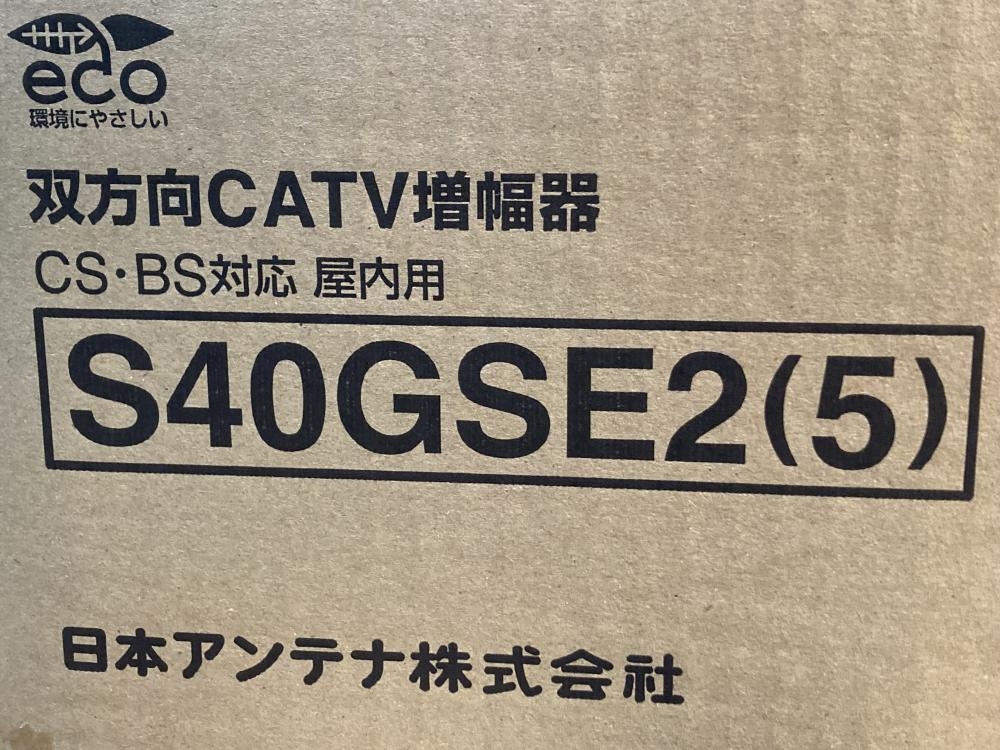 eco
環境にやさしい
双方向CATV増幅器
CS・BS対応 屋内用
S40GSE2(5)
日本アンテナ株式会社